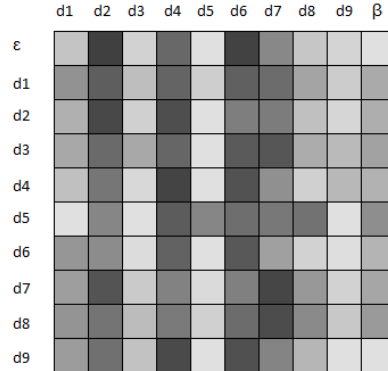 d1 d2 d3 d4 d5 d6 d7 d8 d9 β
ε
d1
d2
d3
d4
d5
d6
d7
d8
d9